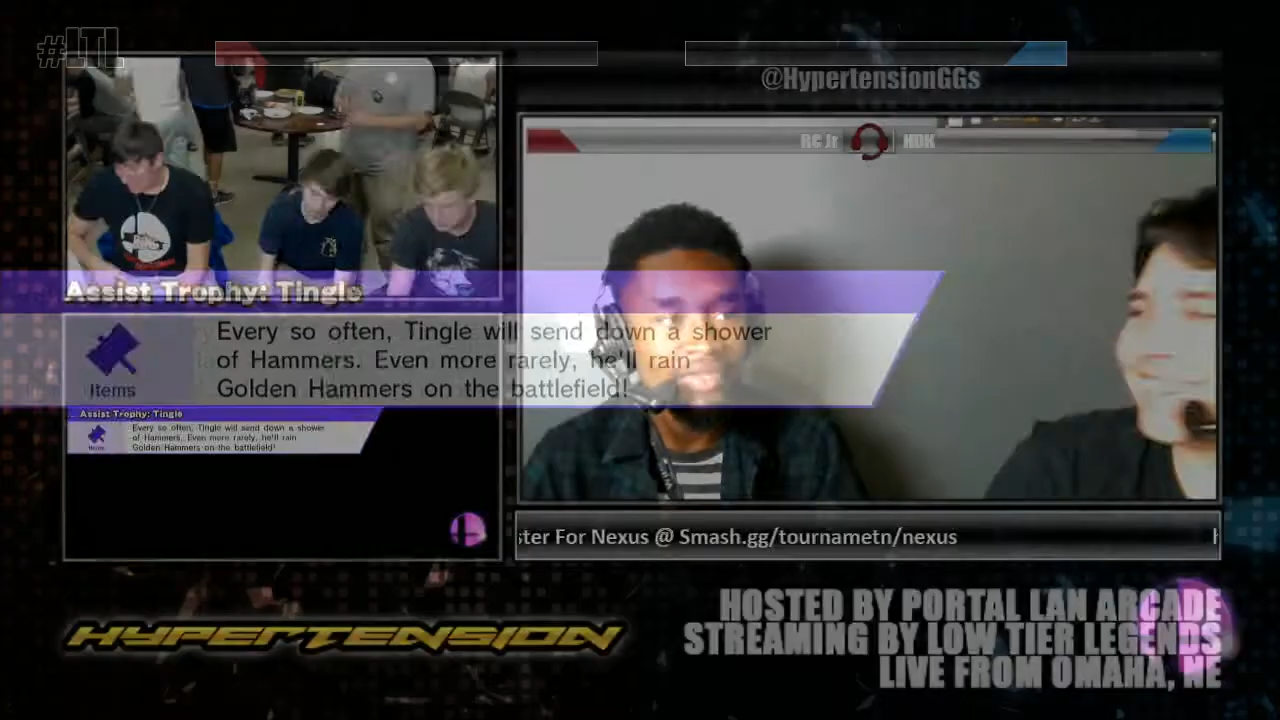 #LTL
@HypertensionGGs
RC Jr
HDK
Assist Trophy: Tingle
Every so often, Tingle will send down a shower
of Hammers. Even more rarely, he'll rain
Golden Hammers on the battlefield!
Items
Assist Trophy: Tingle
Every so often, Tingle will send down a shower
of Hammers. Even more rarely, he'll rain
Golden Hammers on the battlefield!
Items
ster For Nexus @ Smash.gg/tournametn/nexus
HYPERTENSION
HOSTED BY PORTAL LAN ARCADE
STREAMING BY LOW TIER LEGENDS
LIVE FROM OMAHA, NE